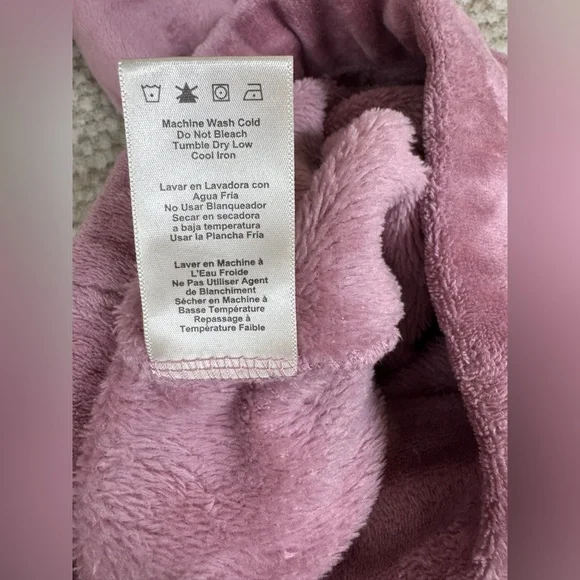 Machine Wash Cold
Do Not Bleach
Tumble Dry Low
Cool Iron
Lavar en Lavadora con
Agua Fria
No Usar Blanqueador
Secar en secadora
a baja temperatura
Usar la Plancha Fria
Laver en Machine à
L'Eau Froide
Ne Pas Utiliser Agent
de Blanchiment
Sécher en Machine à
Basse Température
Repassage à
Température Faible